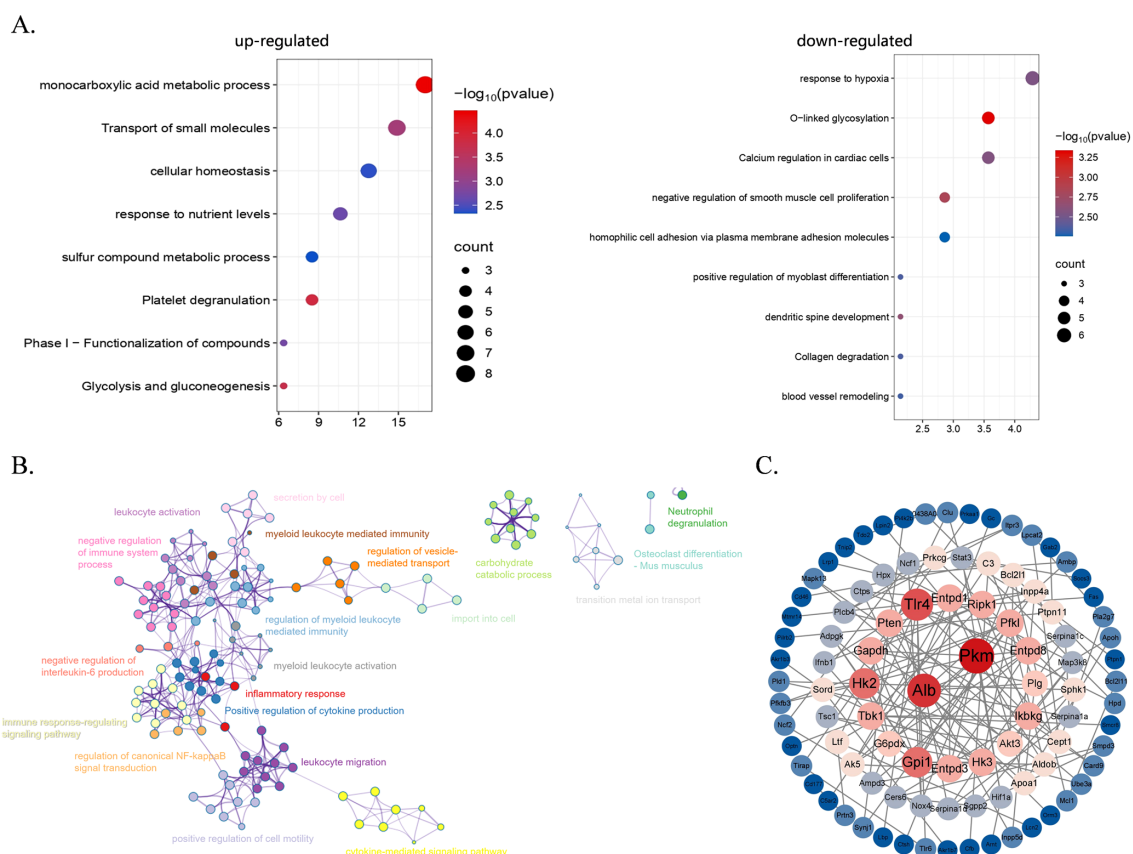 A.
up-regulated
monocarboxylic acid metabolic process
Transport of small molecules
cellular homeostasis
response to nutrient levels
sulfur compound metabolic process
Platelet degranulation
Phase I − Functionalization of compounds
Glycolysis and gluconeogenesis
6 9 12 15
−log10(pvalue)
4.0
3.5
3.0
2.5
count
3
4
5
6
7
8
down-regulated
response to hypoxia
O-linked glycosylation
Calcium regulation in cardiac cells
negative regulation of smooth muscle cell proliferation
homophilic cell adhesion via plasma membrane adhesion molecules
positive regulation of myoblast differentiation
dendritic spine development
Collagen degradation
blood vessel remodeling
2.5 3.0 3.5 4.0
−log10(pvalue)
3.25
3.00
2.75
2.50
count
3
4
5
6
B.
secretion by cell
leukocyte activation
myeloid leukocyte mediated immunity
negative regulation
of immune system
process
regulation of vesicle-
mediated transport
carbohydrate
catabolic process
Neutrophil
degranulation
Osteoclast differentiation
- Mus musculus
transition metal ion transport
import into cell
regulation of myeloid leukocyte
mediated immunity
myeloid leukocyte activation
negative regulation of
interleukin-6 production
inflammatory response
Positive regulation of cytokine production
immune response-regulating
signaling pathway
regulation of canonical NF-kappaB
signal transduction
leukocyte migration
positive regulation of cell motility
cytokine-mediated signaling pathway
C.
Clu
Itpr3
Lpcat2
Ambp
Pla2g7
Apoh
Bcl2l11
Hpd
Smpd3
Card9
Ube3a
Mcl1
Inpp5d
Tlr6
Synj1
Prtn3
Tirap
Ncf2
Pfkfb3
Pld1
Mapk13
Prkcg
Stat3
C3
Bcl2l1
Inpp4a
Ptpn11
Serpina1c
Map3k8
Sphk1
Serpina1a
Cept1
Aldob
Apoa1
Hif1a
Sgpp2
Serpina1d
Nox4
Cers6
Ampd3
Ak5
Ltf
Tsc1
Sord
Ifnb1
Adpgk
Plcb4
Ctps
Hpx
Ncf1
Tlr4
Entpd1
Ripk1
Pfkl
Entpd8
Plg
Ikbkg
Akt3
Hk3
Entpd3
Gpi1
G6pdx
Tbk1
Hk2
Gapdh
Pten
Pkm
Alb